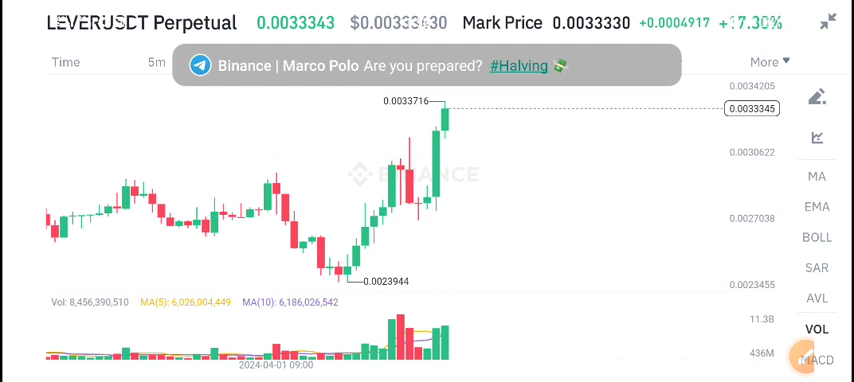 LEVERUSDT Perpetual 0.0033343 Mark Price 0.0033330 +0.0004917 +17.30%
Time 5m More
Binance | Marco Polo Are you prepared? #Halving
0.0034205
0.0033716
0.0033345
0.0030622
BINANCE
0.0027038
0.0023944
0.0023455
Vol: 8,456,390,510 MA(5): 6,026,004,449 MA(10): 6,186,026,542
11.3B
436M
2024-04-01 09:00
MA
EMA
BOLL
SAR
AVL
VOL
MACD